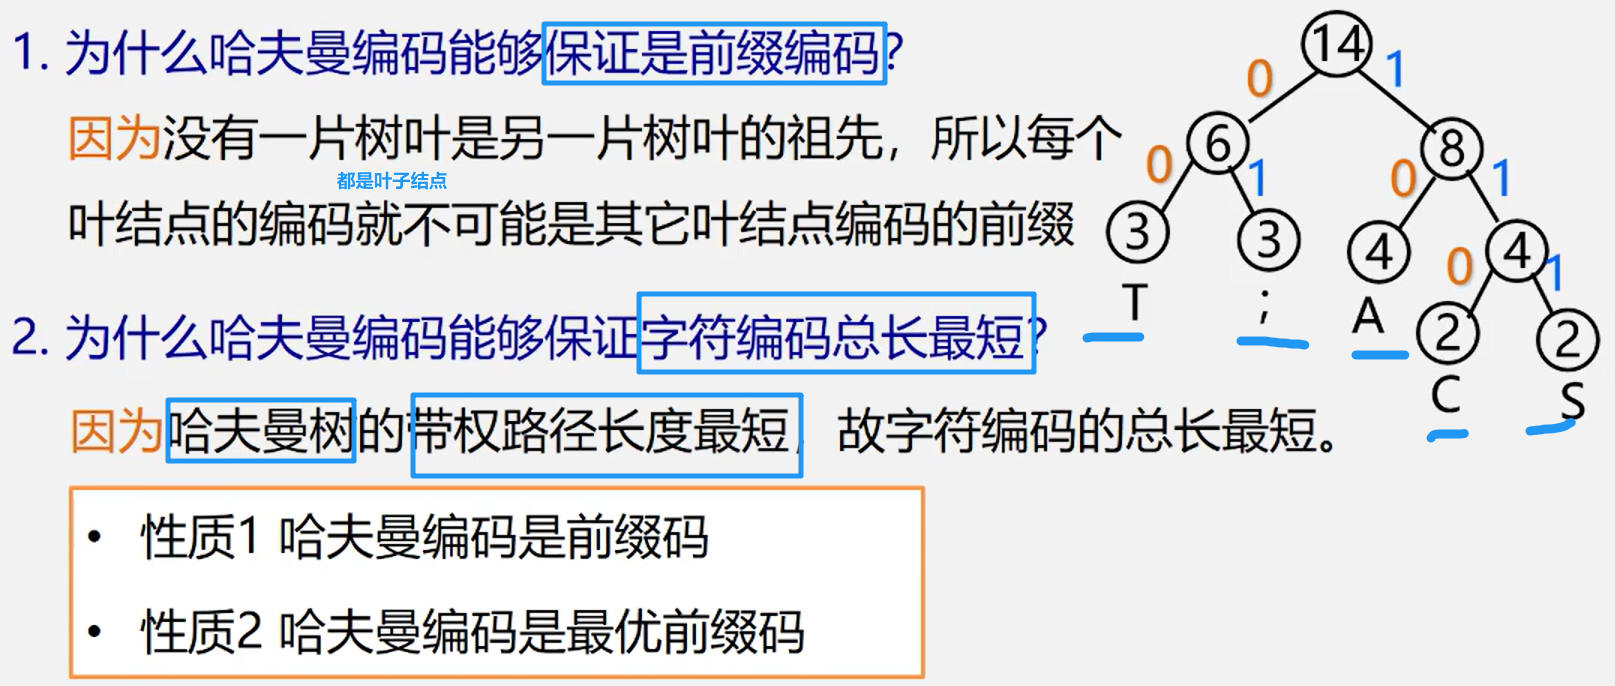 1. 为什么哈夫曼编码能够保证是前缀编码?
因为没有一片树叶是另一片树叶的祖先，所以每个
都是叶子结点
叶结点的编码就不可能是其它叶结点编码的前缀
2. 为什么哈夫曼编码能够保证字符编码总长最短?
因为哈夫曼树的带权路径长度最短，故字符编码的总长最短。
• 性质1 哈夫曼编码是前缀码
• 性质2 哈夫曼编码是最优前缀码
14
0 1
6 8
0 1 0 1
3 3 4 4
0 1
T ; A 2 2
C S